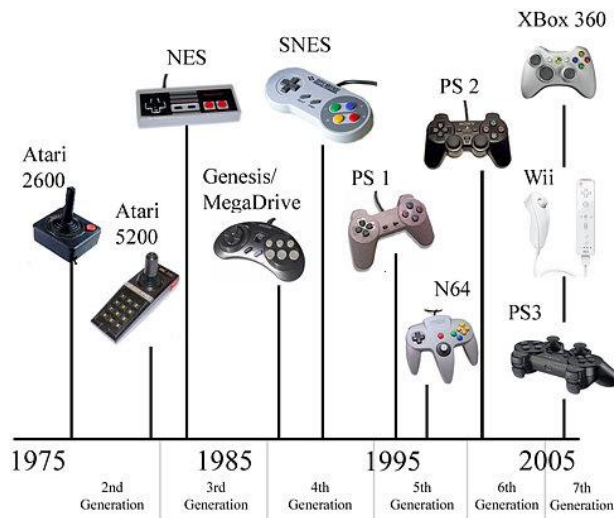 XBox 360
NES
SNES
PS 2
Atari
2600
Genesis/
MegaDrive
PS 1
Wii
Atari
5200
N64
PS3
1975
1985
1995
2005
2nd
Generation
3rd
Generation
4th
Generation
5th
Generation
6th
Generation
7th
Generation